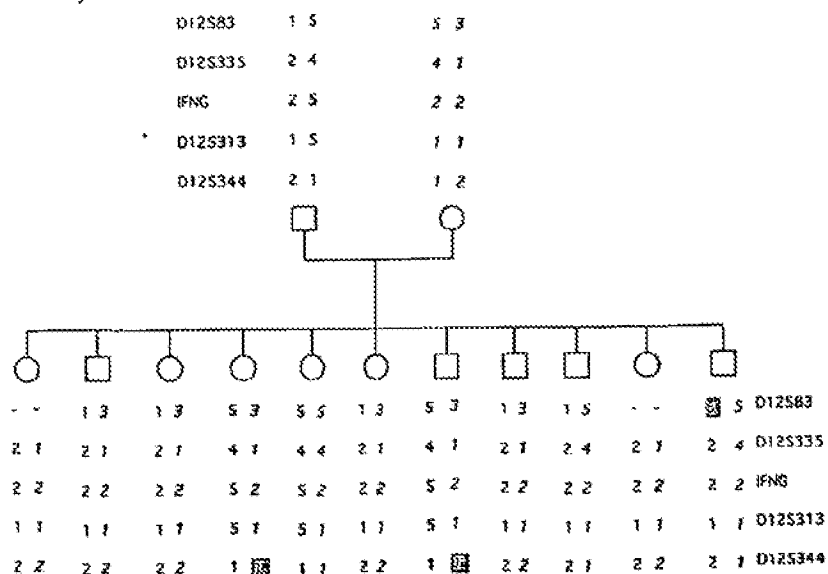 D12S83 1 5 5 3
D12S335 2 4 4 1
IFNG 2 5 2 2
* D12S313 1 5 1 1
D12S344 2 1 1 2
- - 1 3 1 3 5 3 5 5 1 3 5 3 1 3 1 5 - - 5 D12S83
2 1 2 1 2 1 4 1 4 4 2 1 4 1 2 1 2 4 2 1 2 4 D12S335
2 2 2 2 2 2 5 2 5 2 2 2 5 2 2 2 2 2 2 2 2 2 IFNG
1 1 1 1 1 1 5 1 5 1 1 1 5 1 1 1 1 1 1 1 1 1 D12S313
2 2 2 2 2 2 1 1 1 2 2 1 2 2 2 1 2 2 2 1 D12S344